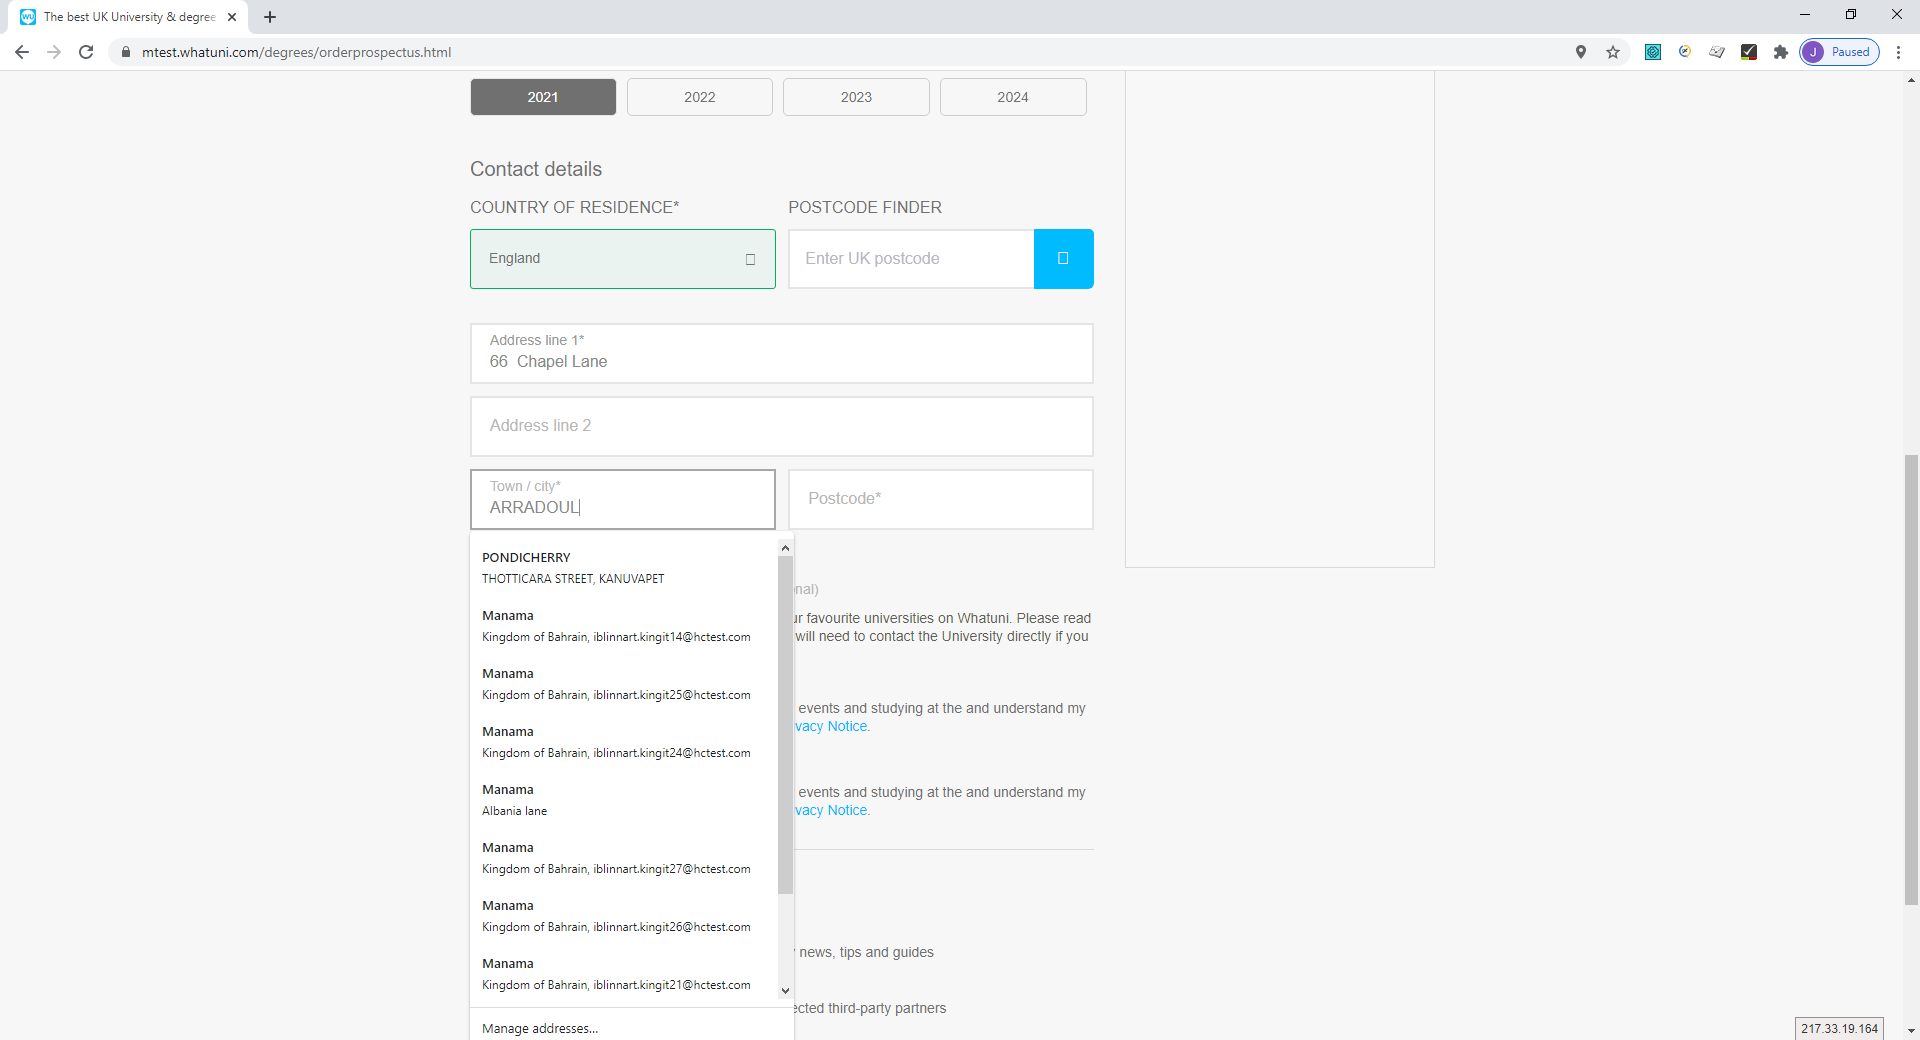 The best UK University & degree
mtest.whatuni.com/degrees/orderprospectus.html
J Paused
2021 2022 2023 2024
Contact details
COUNTRY OF RESIDENCE* POSTCODE FINDER
England Enter UK postcode
Address line 1*
66  Chapel Lane
Address line 2
Town / city*
ARRADOUL
Postcode*
PONDICHERRY
THOTTICARA STREET, KANUVAPET
Manama
Kingdom of Bahrain, iblinnart.kingit14@hctest.com
Manama
Kingdom of Bahrain, iblinnart.kingit25@hctest.com
Manama
Kingdom of Bahrain, iblinnart.kingit24@hctest.com
Manama
Albania lane
Manama
Kingdom of Bahrain, iblinnart.kingit27@hctest.com
Manama
Kingdom of Bahrain, iblinnart.kingit26@hctest.com
Manama
Kingdom of Bahrain, iblinnart.kingit21@hctest.com
Manage addresses...
nal)
ur favourite universities on Whatuni. Please read
will need to contact the University directly if you
events and studying at the and understand my
vacy Notice.
events and studying at the and understand my
vacy Notice.
news, tips and guides
ected third-party partners
217.33.19.164